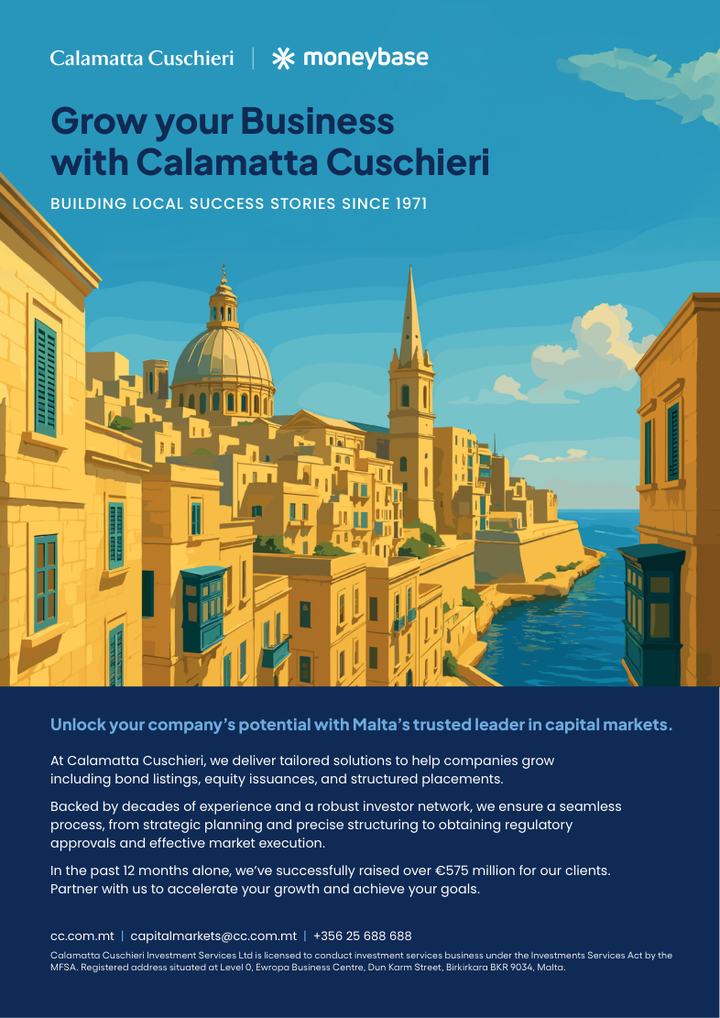 Calamatta Cuschieri | moneybase
Grow your Business
with Calamatta Cuschieri
BUILDING LOCAL SUCCESS STORIES SINCE 1971
Unlock your company’s potential with Malta’s trusted leader in capital markets.
At Calamatta Cuschieri, we deliver tailored solutions to help companies grow
including bond listings, equity issuances, and structured placements.
Backed by decades of experience and a robust investor network, we ensure a seamless
process, from strategic planning and precise structuring to obtaining regulatory
approvals and effective market execution.
In the past 12 months alone, we’ve successfully raised over €575 million for our clients.
Partner with us to accelerate your growth and achieve your goals.
cc.com.mt | capitalmarkets@cc.com.mt | +356 25 688 688
Calamatta Cuschieri Investment Services Ltd is licensed to conduct investment services business under the Investments Services Act by the
MFSA. Registered address situated at Level 0, Ewropa Business Centre, Dun Karm Street, Birkirkara BKR 9034, Malta.